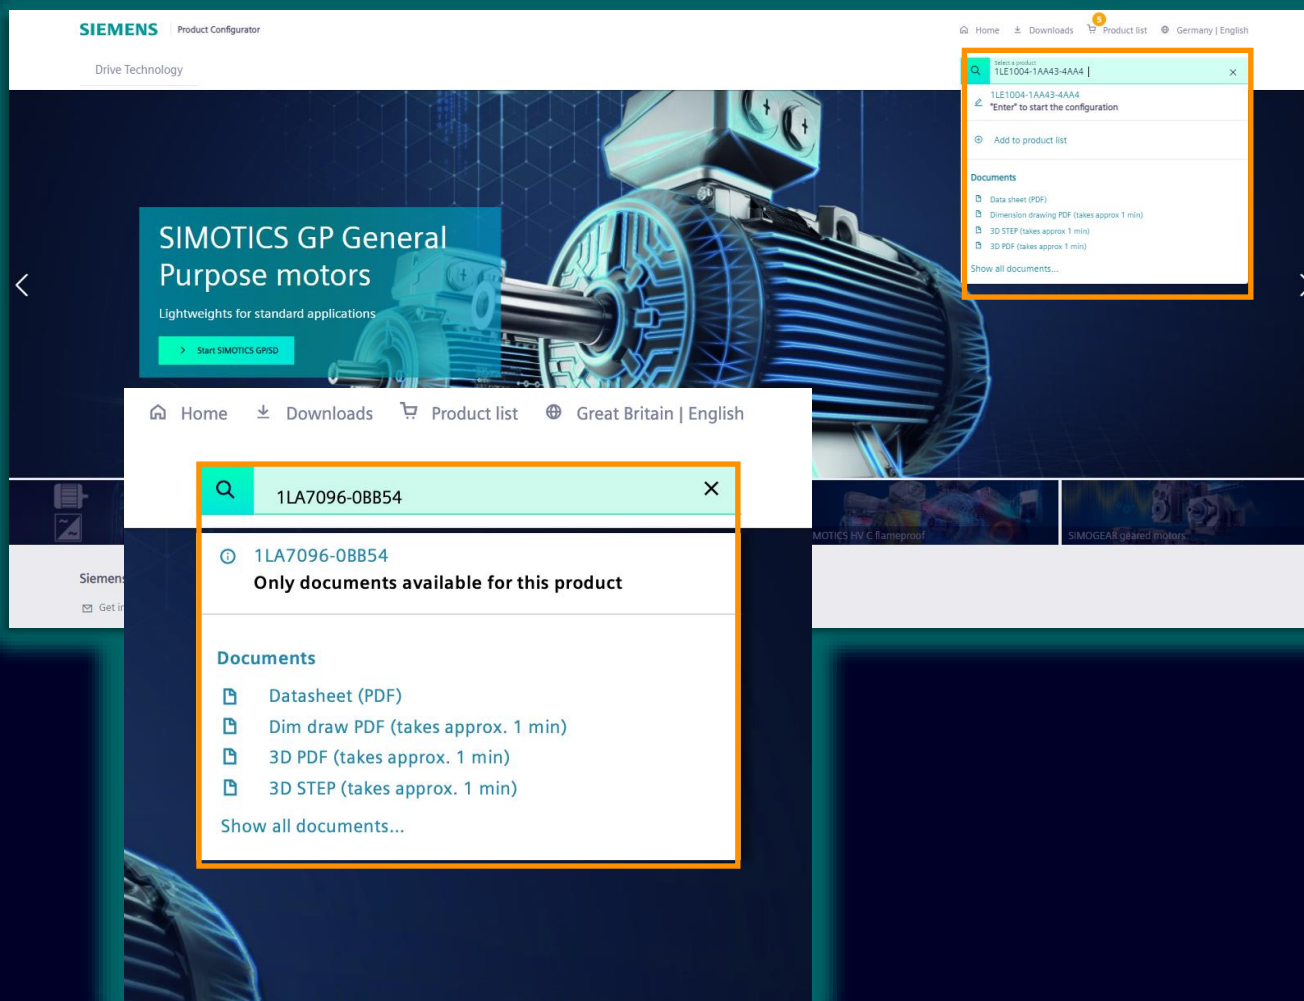 SIEMENS Product Configurator
Home Downloads 5 Product list Germany | English
Drive Technology
Select a product
1LE1004-1AA43-4AA4
1LE1004-1AA43-4AA4
"Enter" to start the configuration
Add to product list
Documents
Data sheet (PDF)
Dimension drawing PDF (takes approx 1 min)
3D STEP (takes approx 1 min)
3D PDF (takes approx 1 min)
Show all documents...
SIMOTICS GP General
Purpose motors
Lightweights for standard applications
Start SIMOTICS GP/SD
Home Downloads Product list Great Britain | English
1LA7096-0BB54
1LA7096-0BB54
Only documents available for this product
Documents
Datasheet (PDF)
Dim draw PDF (takes approx. 1 min)
3D PDF (takes approx. 1 min)
3D STEP (takes approx. 1 min)
Show all documents...
MOTICS HV C flameproof
SIMOGEAR geared motors
Siemens
Get in